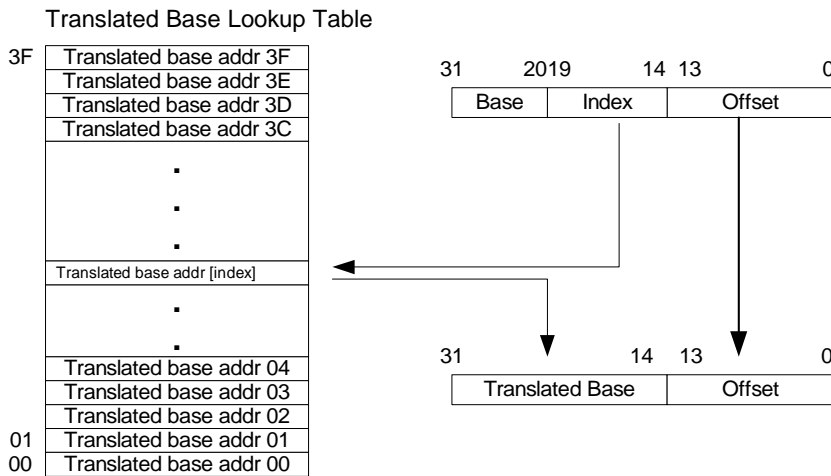 Translated Base Lookup Table
3F Translated base addr 3F
Translated base addr 3E
Translated base addr 3D
Translated base addr 3C
31 2019 14 13 0
Base Index Offset
Translated base addr [index]
31 14 13 0
Translated Base Offset
Translated base addr 04
Translated base addr 03
Translated base addr 02
01 Translated base addr 01
00 Translated base addr 00